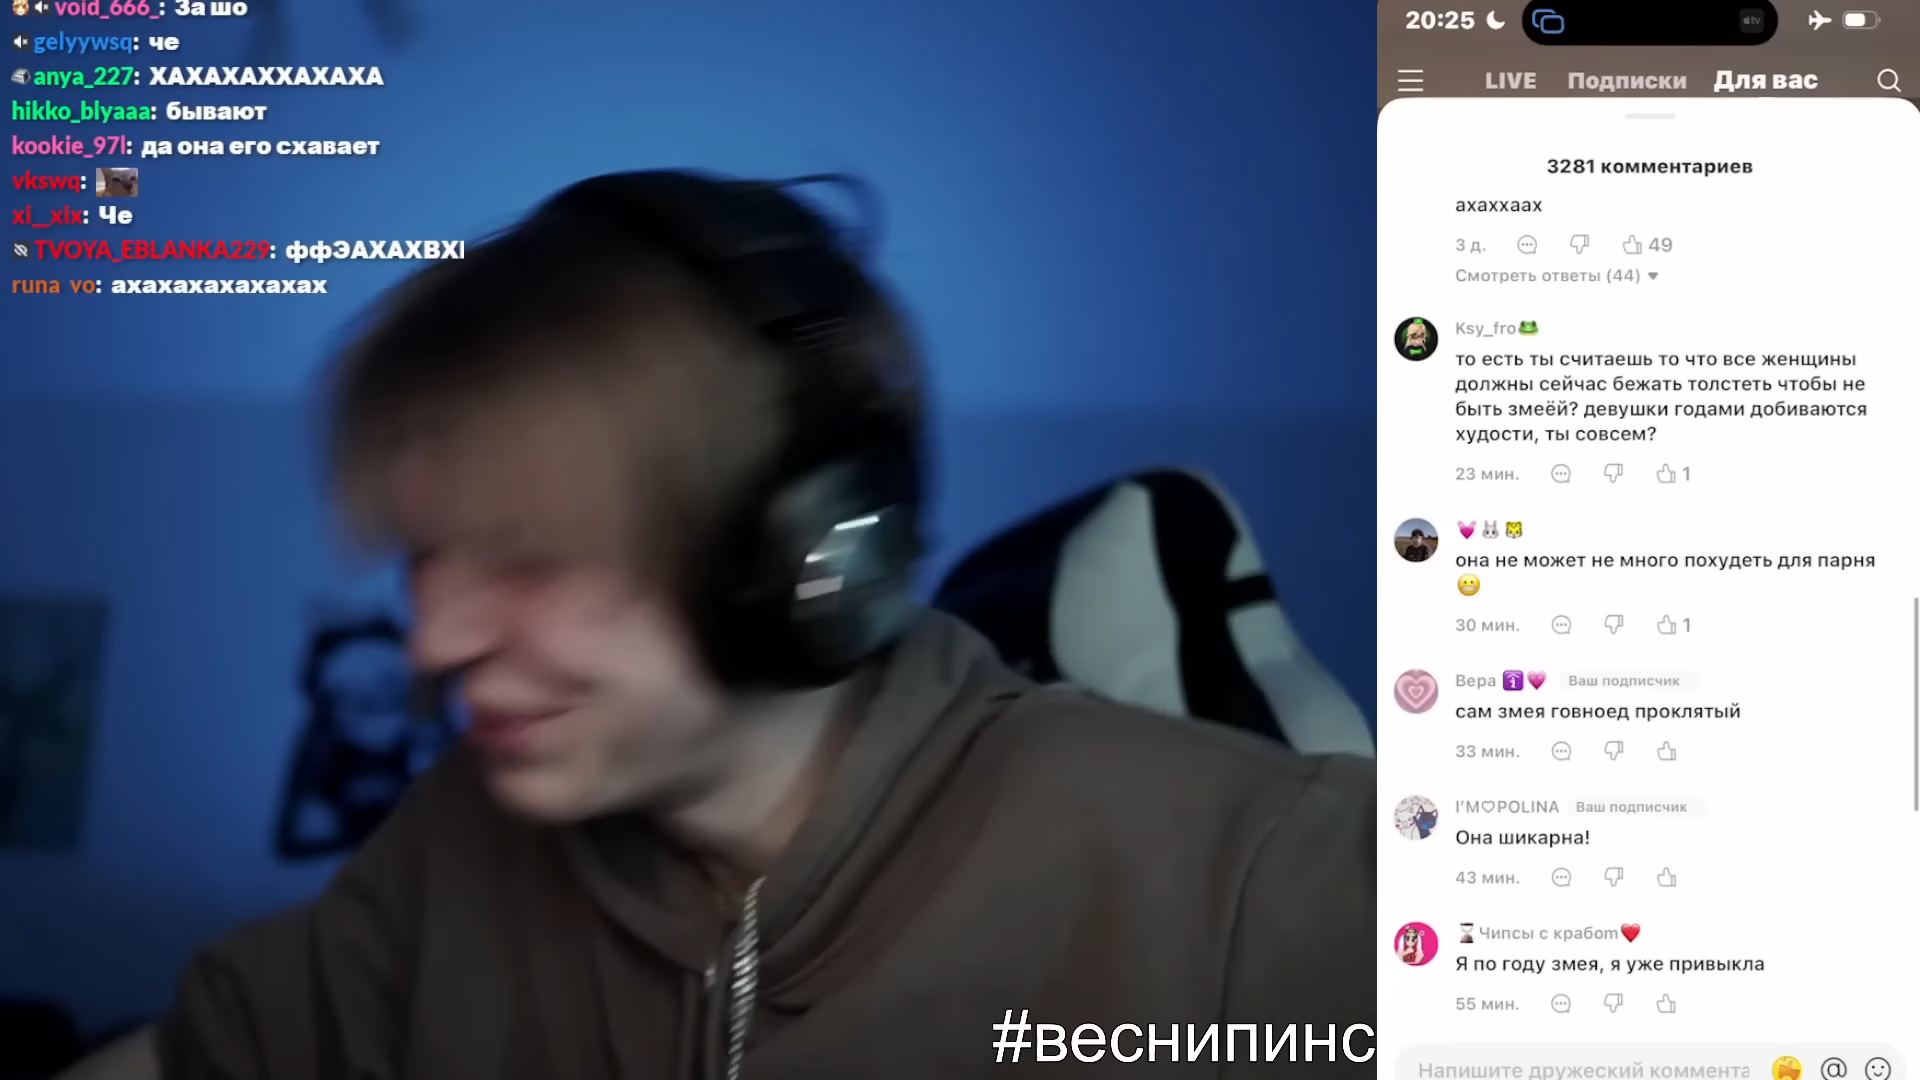 void_666_: За шо
gelyywsq: че
anya_227: ХАХАХАХХАХАХА
hikko_blyaaa: бывают
kookie_97l: да она его схавает
vkswq:
xl__xlx: Че
TVOYA_EBLANKA229: ффЭАХАХВХ
runa_vo: ахахахахахахах
#веснипинс
20:25
tv
LIVE Подписки Для вас
3281 комментариев
ахаххаах
3 д. 49
Смотреть ответы (44)
Ksy_fro🐸
то есть ты считаешь то что все женщины
должны сейчас бежать толстеть чтобы не
быть змеёй? девушки годами добиваются
худости, ты совсем?
23 мин. 1
💓🐰🐯
она не может не много похудеть для парня
😬
30 мин. 1
Вера 🛐💗 Ваш подписчик
сам змея говноед проклятый
33 мин.
I'M♡POLINA Ваш подписчик
Она шикарна!
43 мин.
⌛Чипсы с крабом❤️
Я по году змея, я уже привыкла
55 мин.
Напишите дружеский коммента